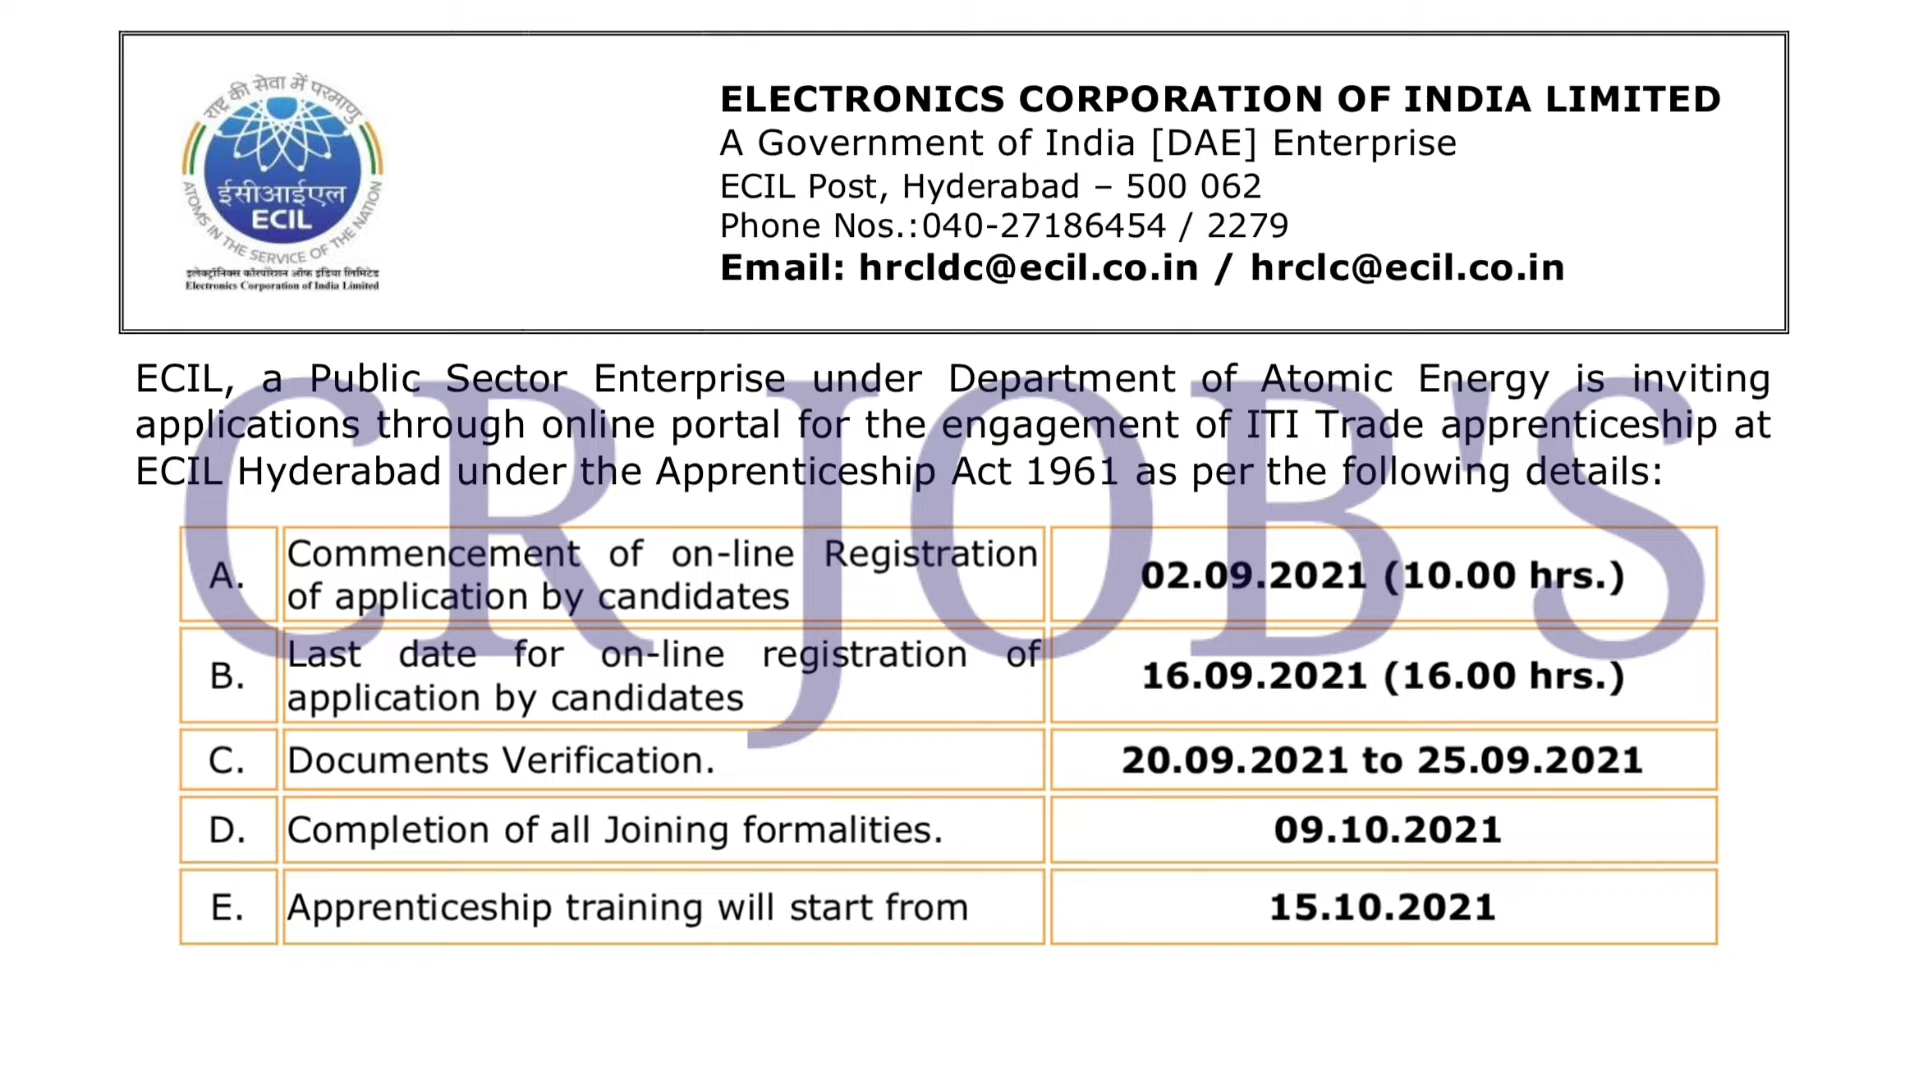 राष्ट्र की सेवा में परमाणु
ईसीआईएल
ECIL
ATOMS IN THE SERVICE OF THE NATION
इलेक्ट्रॉनिक्स कॉरपोरेशन ऑफ इंडिया लिमिटेड
Electronics Corporation of India Limited
ELECTRONICS CORPORATION OF INDIA LIMITED
A Government of India [DAE] Enterprise
ECIL Post, Hyderabad – 500 062
Phone Nos.:040-27186454 / 2279
Email: hrcldc@ecil.co.in / hrclc@ecil.co.in
ECIL, a Public Sector Enterprise under Department of Atomic Energy is inviting
applications through online portal for the engagement of ITI Trade apprenticeship at
ECIL Hyderabad under the Apprenticeship Act 1961 as per the following details:
CR JOB'S
A. Commencement of on-line Registration
of application by candidates
02.09.2021 (10.00 hrs.)
B. Last date for on-line registration of
application by candidates
16.09.2021 (16.00 hrs.)
C. Documents Verification. 20.09.2021 to 25.09.2021
D. Completion of all Joining formalities. 09.10.2021
E. Apprenticeship training will start from 15.10.2021